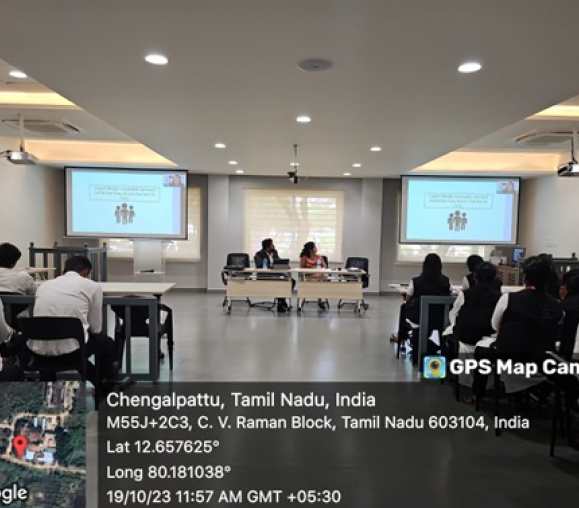 GPS Map Cam
Chengalpattu, Tamil Nadu, India
M55J+2C3, C. V. Raman Block, Tamil Nadu 603104, India
Lat 12.657625°
Long 80.181038°
19/10/23 11:57 AM GMT +05:30
gle